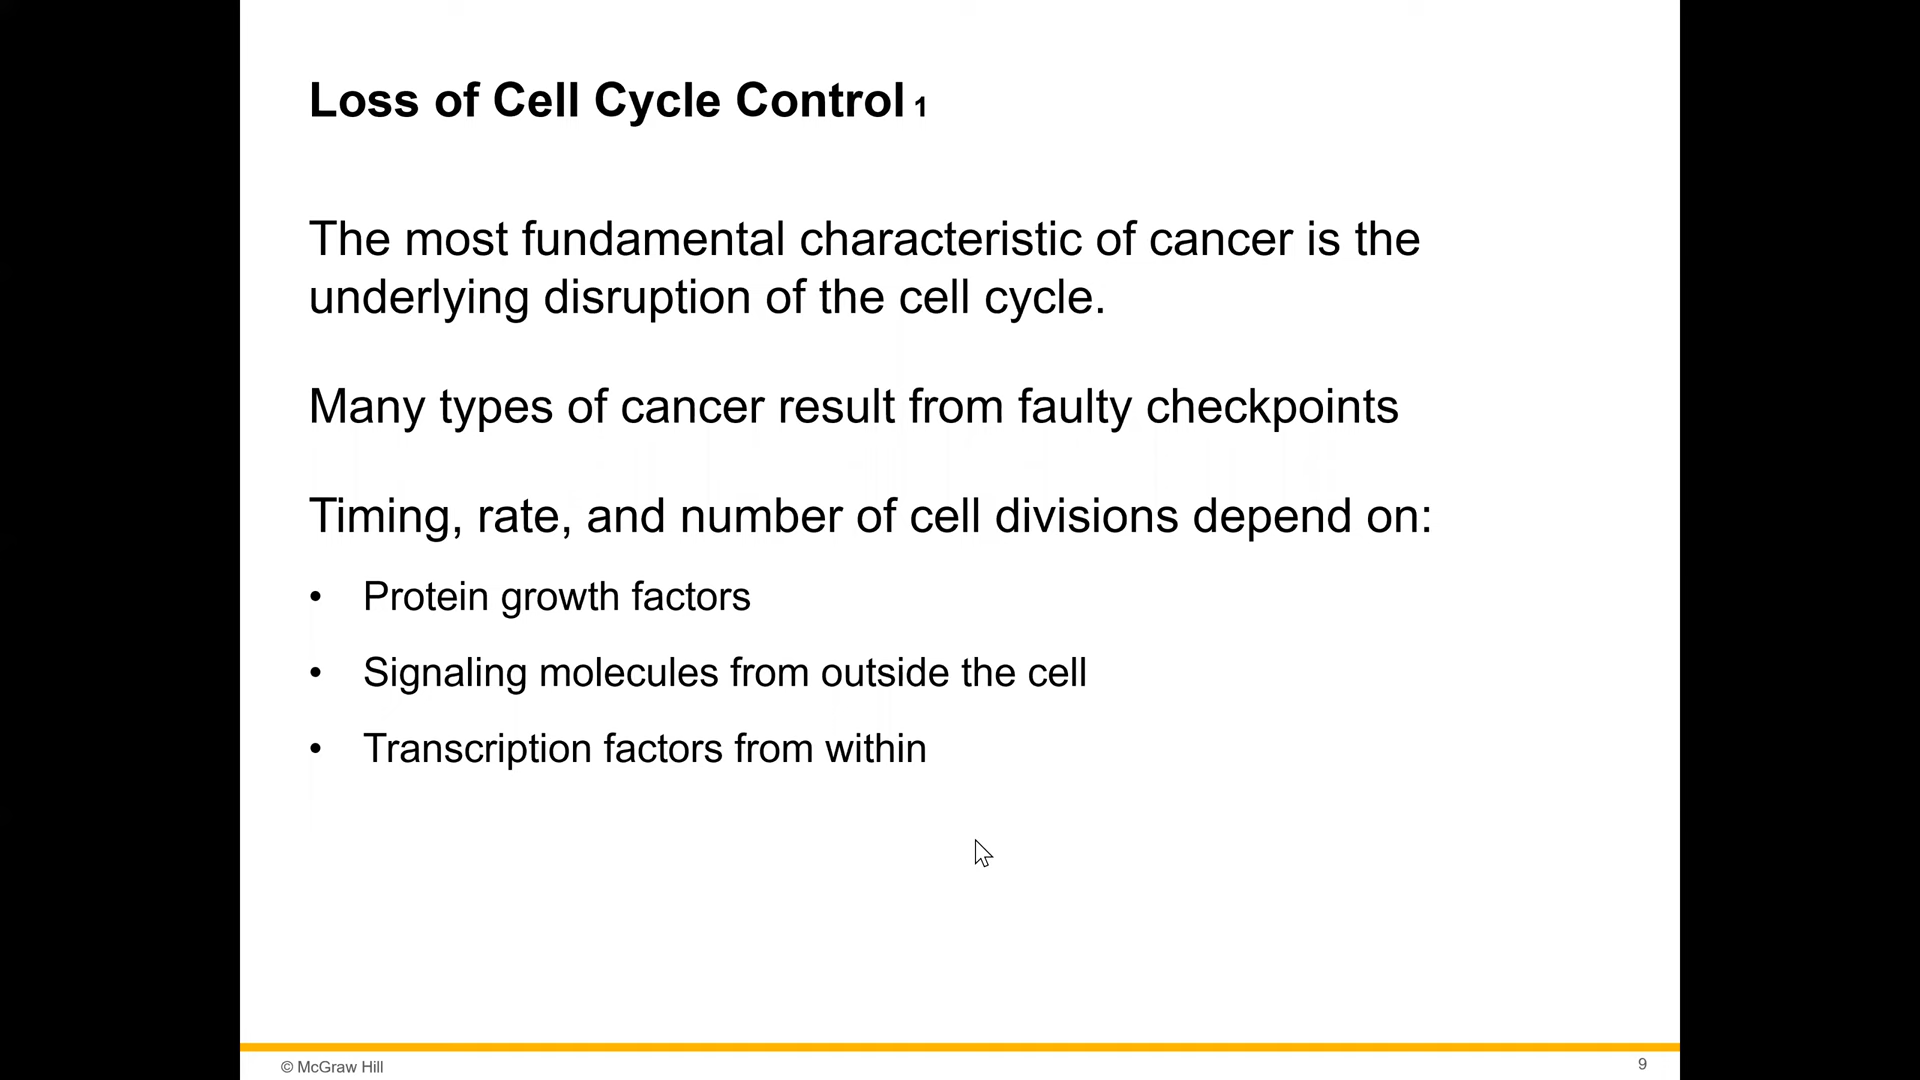 Loss of Cell Cycle Control 1
The most fundamental characteristic of cancer is the
underlying disruption of the cell cycle.
Many types of cancer result from faulty checkpoints
Timing, rate, and number of cell divisions depend on:
• Protein growth factors
• Signaling molecules from outside the cell
• Transcription factors from within
© McGraw Hill
9